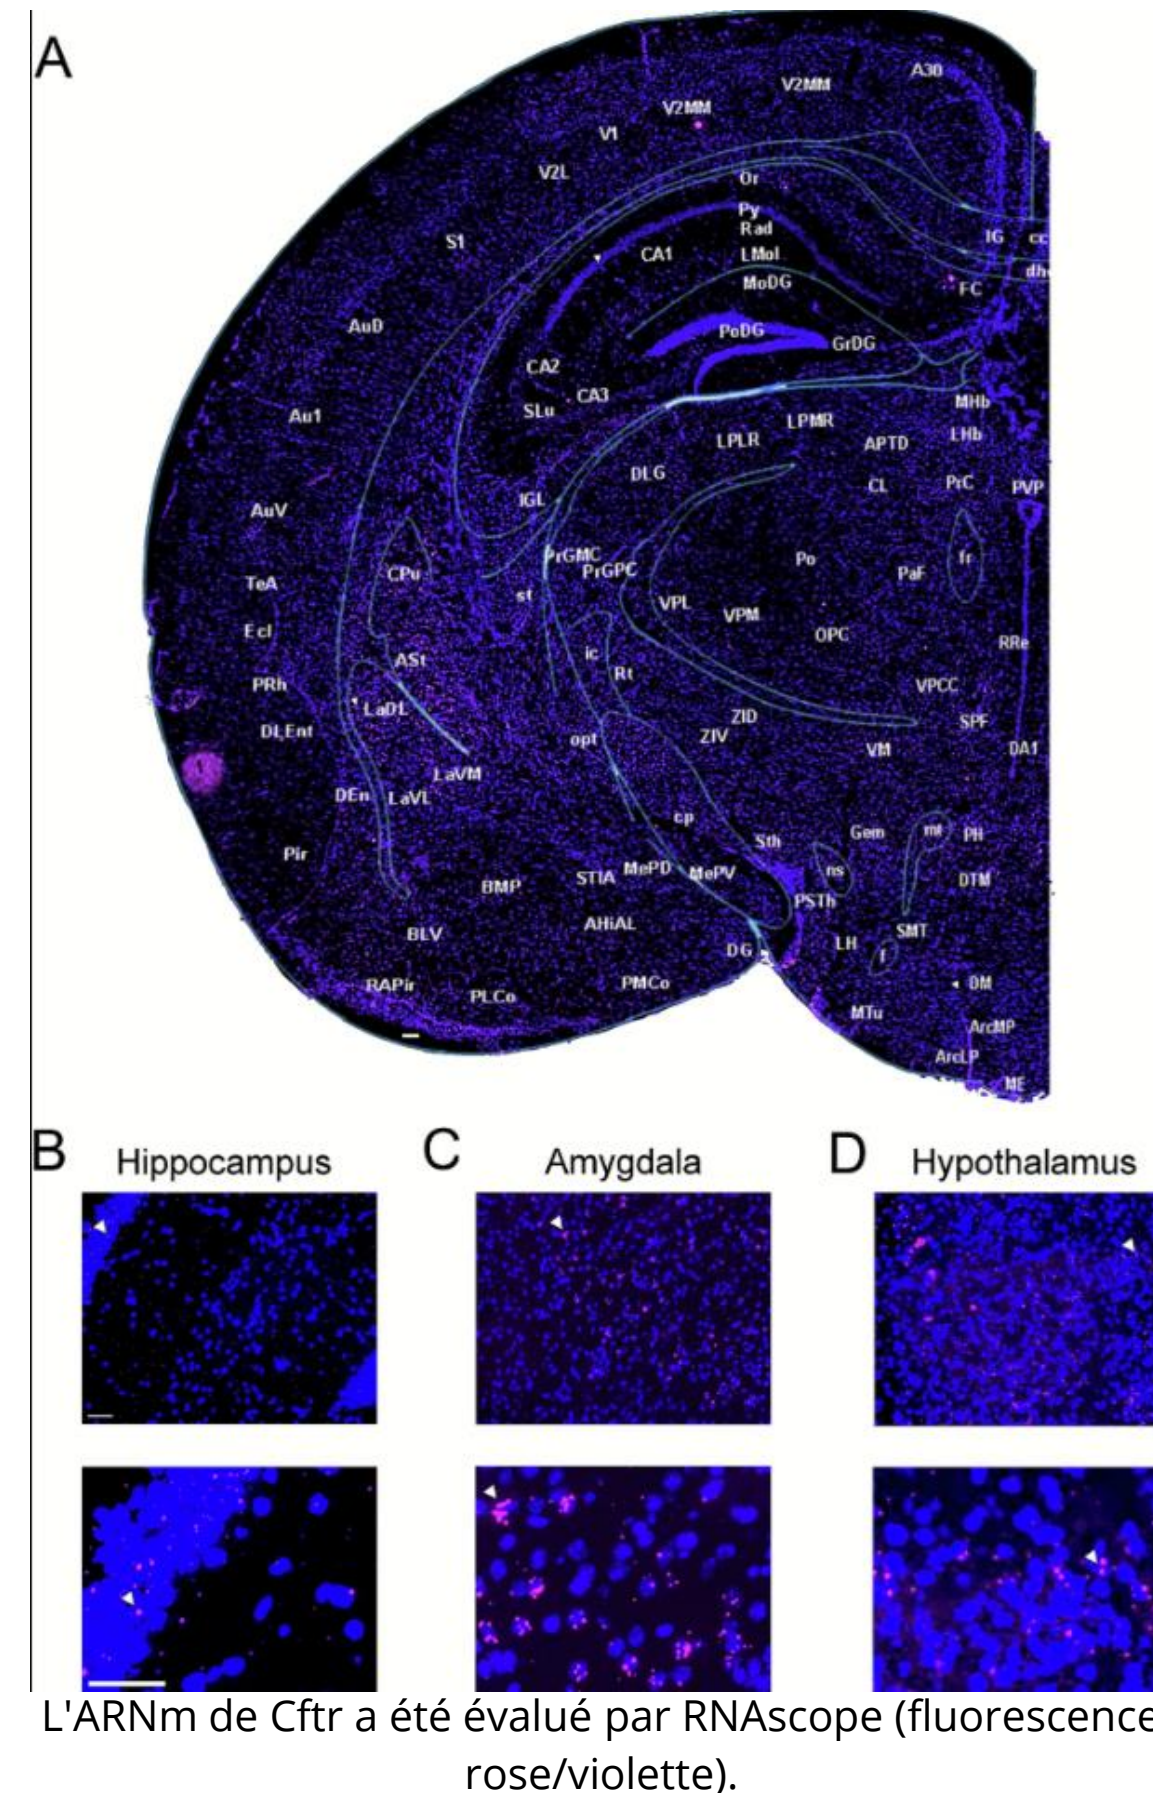 A
A30
V2MM
V2MM
V1
V2L
Or
Py
Rad
S1
CA1
LMol
IG
cc
MoDG
dh
FC
AuD
PoDG
GrDG
CA2
CA3
SLu
MHb
Au1
LPMR
LPLR
APTD
LHb
DLG
CL
PrC
PVP
IGL
AuV
PrGMC
PrGPC
Po
PaF
fr
CPu
TeA
st
VPL
VPM
Ecl
OPC
RRe
ic
ASt
Rt
PRh
VPCC
LaDL
ZID
SPF
DLEnt
opt
ZIV
VM
DA1
LaVM
DEn
LaVL
cp
Sth
Gem
mt
PH
Pir
MePD
MePV
ns
BMP
STIA
DTM
PSTh
AHiAL
BLV
SMT
DG
LH
f
RAPir
PLCo
PMCo
DM
MTu
ArcMP
ArcLP
ME
B Hippocampus
C Amygdala
D Hypothalamus
L'ARNm de Cftr a été évalué par RNAscope (fluorescence
rose/violette).